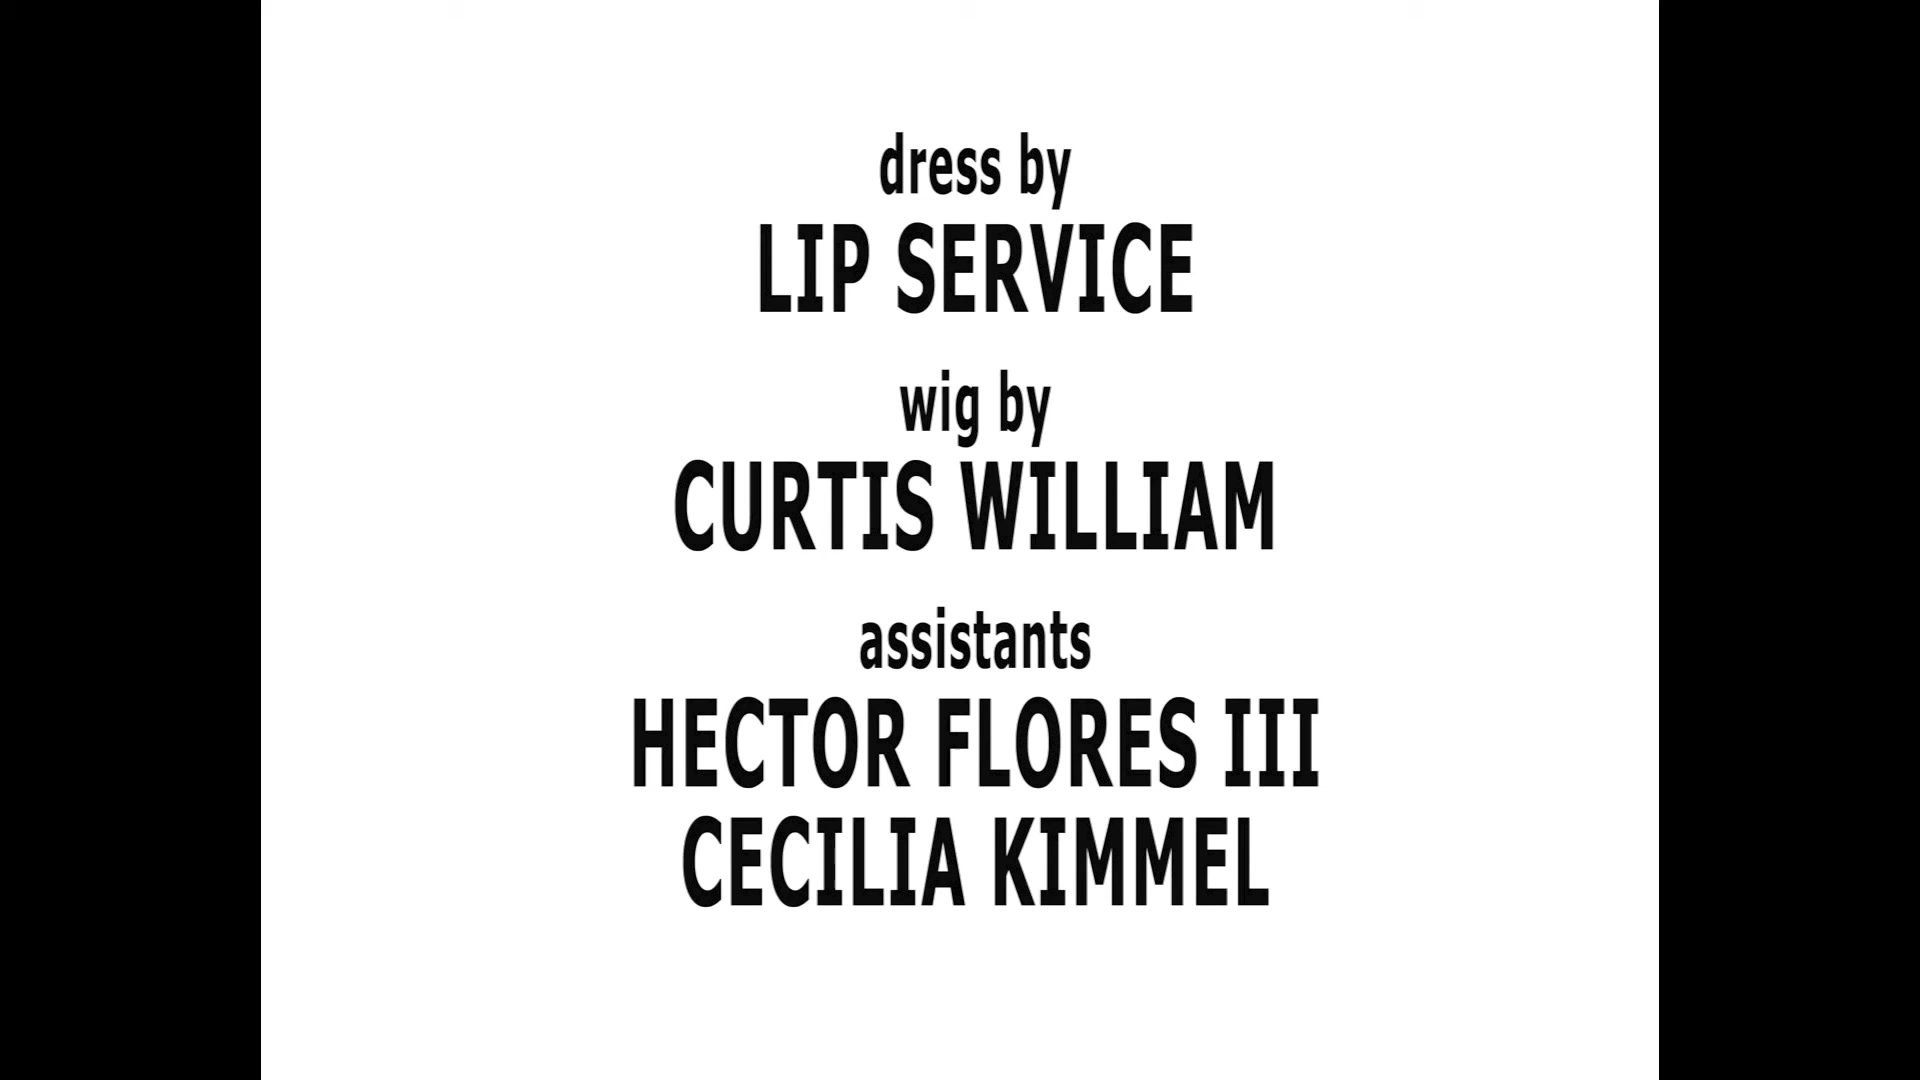 dress by
LIP SERVICE
wig by
CURTIS WILLIAM
assistants
HECTOR FLORES III
CECILIA KIMMEL